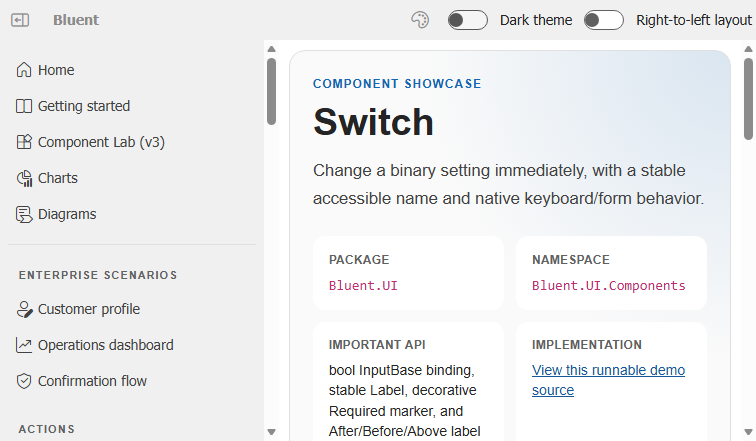 Bluent
Dark theme
Right-to-left layout
Home
Getting started
Component Lab (v3)
Charts
Diagrams
ENTERPRISE SCENARIOS
Customer profile
Operations dashboard
Confirmation flow
ACTIONS
COMPONENT SHOWCASE
Switch
Change a binary setting immediately, with a stable
accessible name and native keyboard/form behavior.
PACKAGE
Bluent.UI
NAMESPACE
Bluent.UI.Components
IMPORTANT API
bool InputBase binding,
stable Label, decorative
Required marker, and
After/Before/Above label
IMPLEMENTATION
View this runnable demo
source